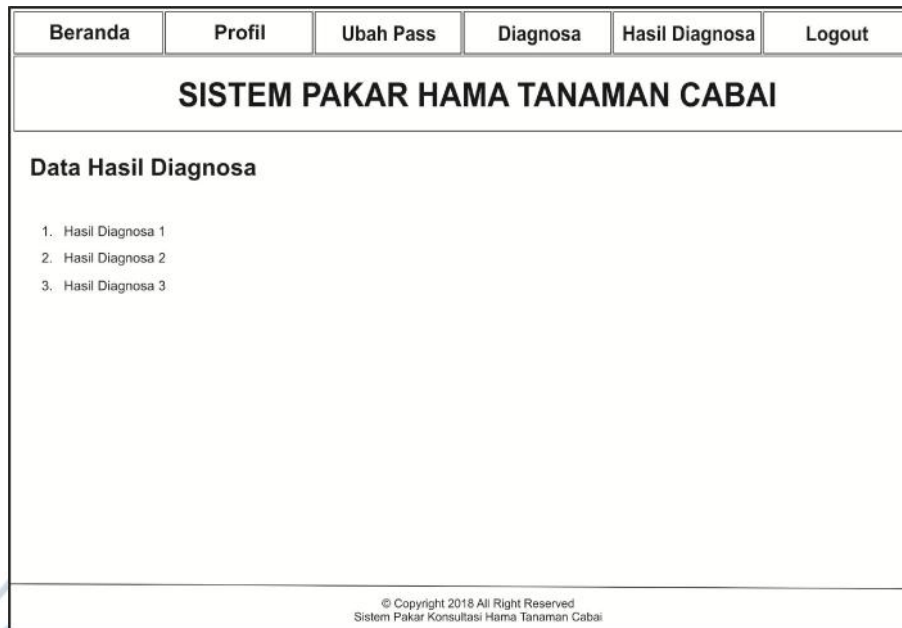 Beranda Profil Ubah Pass Diagnosa Hasil Diagnosa Logout
SISTEM PAKAR HAMA TANAMAN CABAI
Data Hasil Diagnosa
1. Hasil Diagnosa 1
2. Hasil Diagnosa 2
3. Hasil Diagnosa 3
© Copyright 2018 All Right Reserved
Sistem Pakar Konsultasi Hama Tanaman Cabai